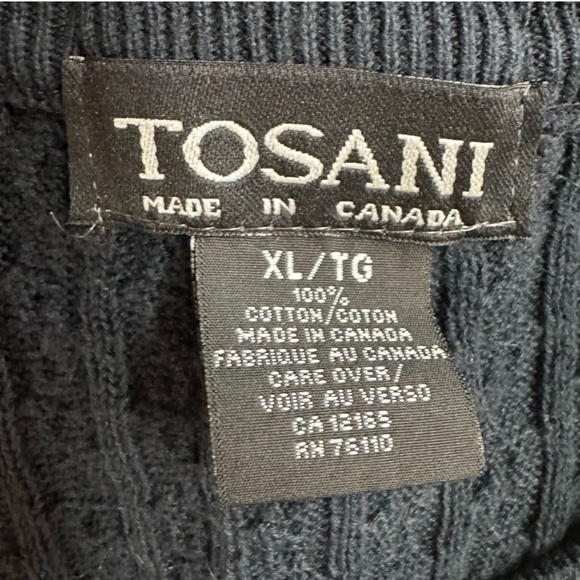 TOSANI
MADE IN CANADA
XL/TG
100%
COTTON/COTON
MADE IN CANADA
FABRIQUE AU CANADA
CARE OVER/
VOIR AU VERSO
CA 12165
RN 76110